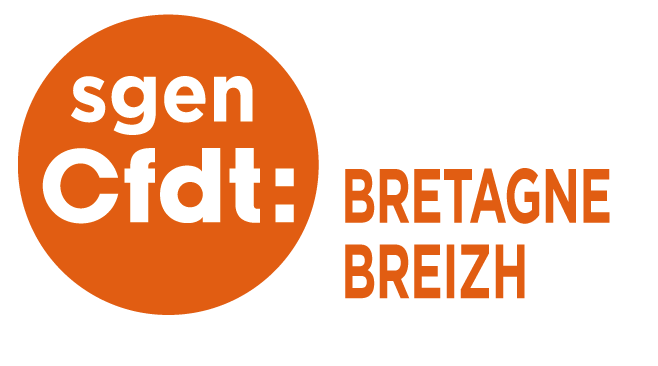 sgen
Cfdt:
BRETAGNE
BREIZH